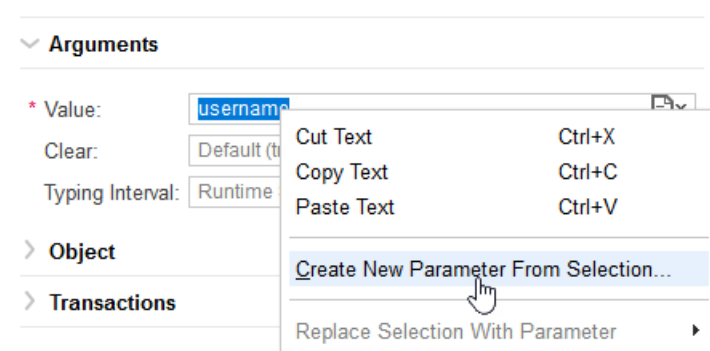 Arguments
* Value: username
Cut Text Ctrl+X
Clear: Default (t
Copy Text Ctrl+C
Typing Interval: Runtime
Paste Text Ctrl+V
Object
Create New Parameter From Selection...
Transactions
Replace Selection With Parameter